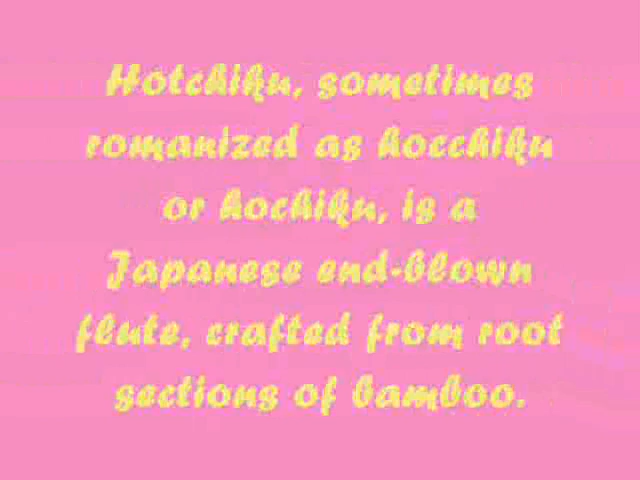 Hotchiku, sometimes
romanized as hocchiku
or hochiku, is a
Japanese end-blown
flute, crafted from root
sections of bamboo.